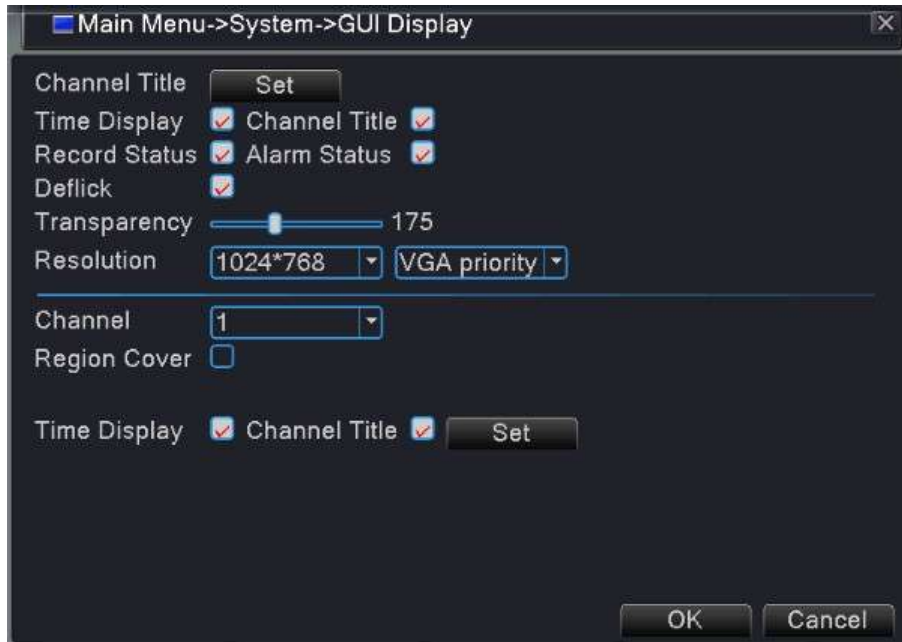 Main Menu->System->GUI Display
Channel Title Set
Time Display Channel Title
Record Status Alarm Status
Deflick
Transparency 175
Resolution 1024*768 VGA priority
Channel 1
Region Cover
Time Display Channel Title Set
OK Cancel